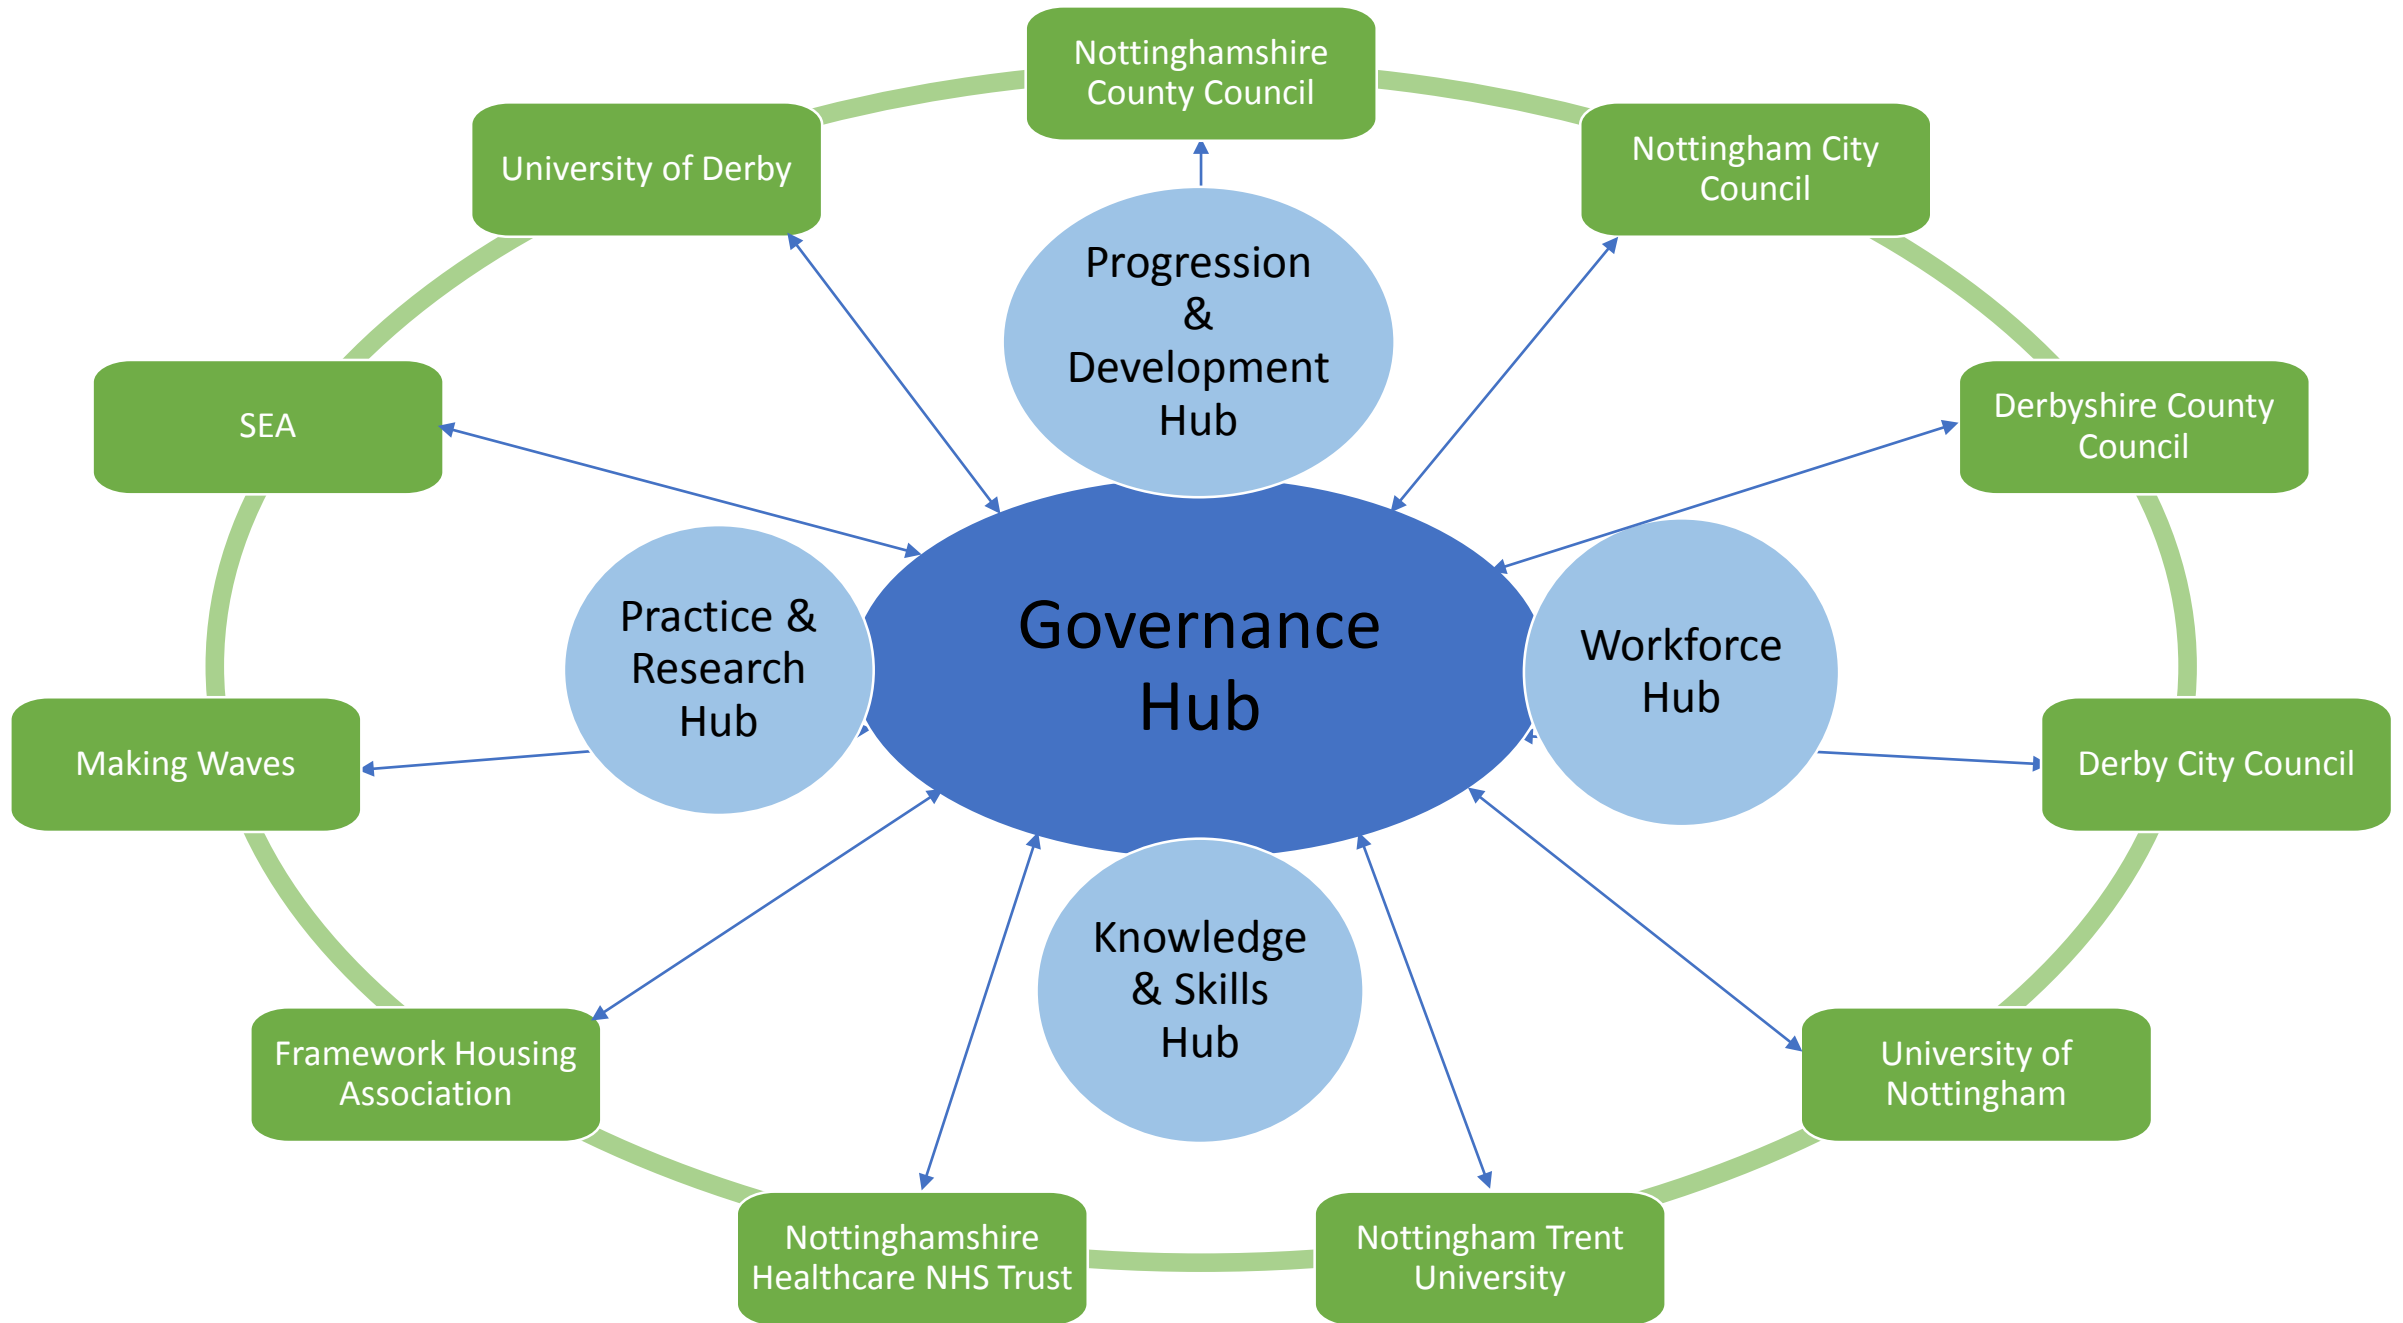 Nottinghamshire
County Council
University of Derby
Nottingham City
Council
Progression
&
Development
Hub
SEA
Derbyshire County
Council
Practice &
Research
Hub
Governance
Hub
Workforce
Hub
Making Waves
Derby City Council
Knowledge
& Skills
Hub
Framework Housing
Association
University of
Nottingham
Nottinghamshire
Healthcare NHS Trust
Nottingham Trent
University